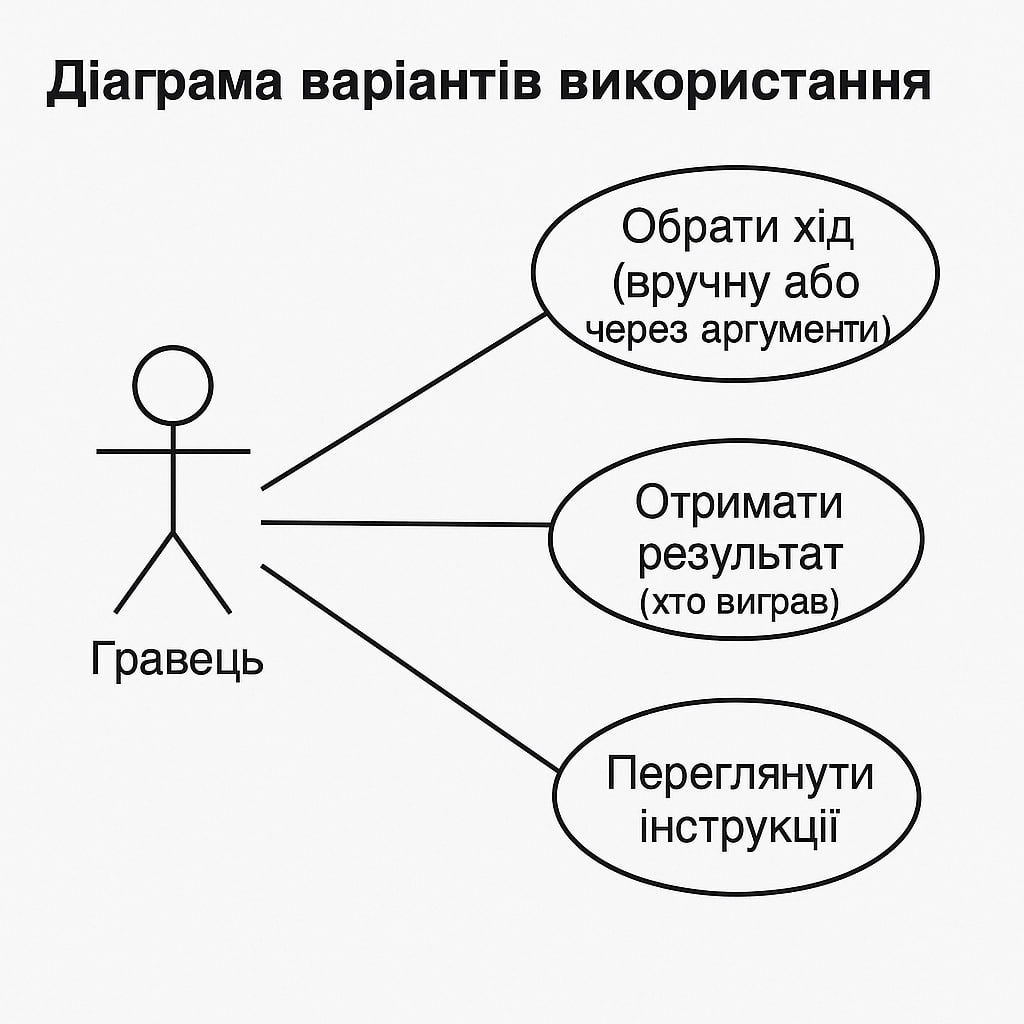 Діаграма варіантів використання
Обрати хід
(вручну або
через аргументи)
Отримати
результат
(хто виграв)
Гравець
Переглянути
інструкції